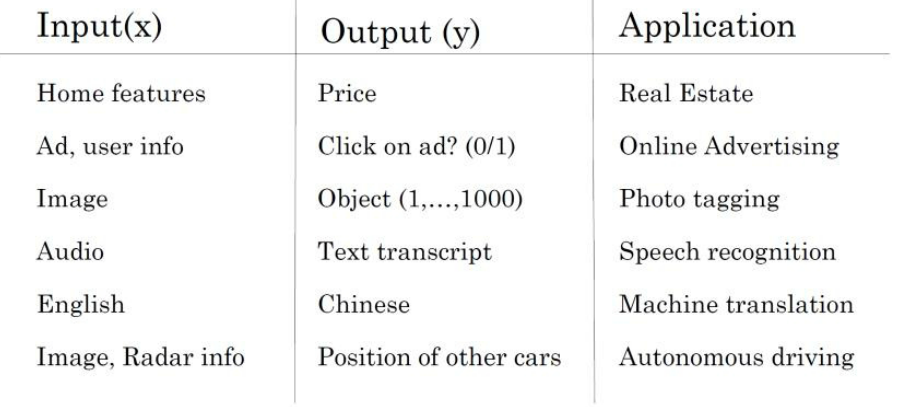 Input(x) Output (y) Application
Home features Price Real Estate
Ad, user info Click on ad? (0/1) Online Advertising
Image Object (1,...,1000) Photo tagging
Audio Text transcript Speech recognition
English Chinese Machine translation
Image, Radar info Position of other cars Autonomous driving